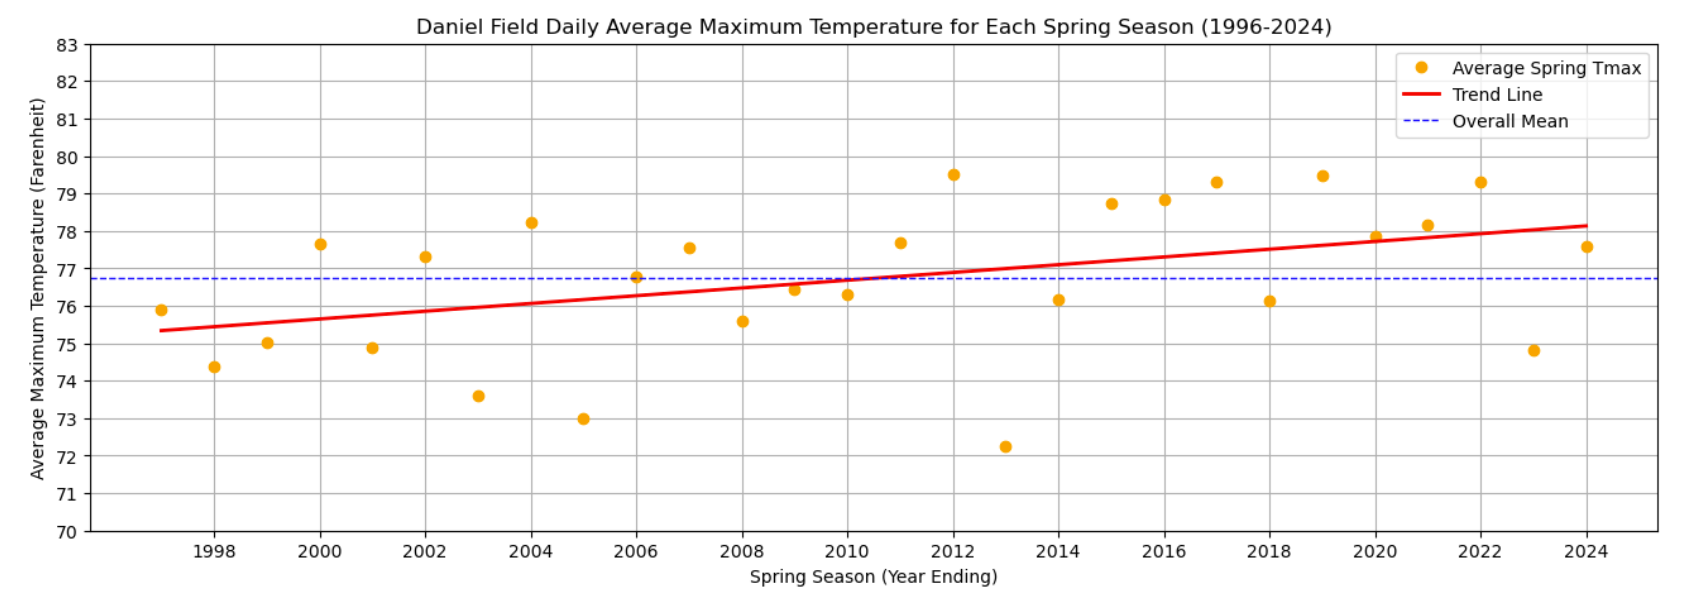 Daniel Field Daily Average Maximum Temperature for Each Spring Season (1996-2024)
Average Spring Tmax
Trend Line
Overall Mean
Average Maximum Temperature (Farenheit)
83
82
81
80
79
78
77
76
75
74
73
72
71
70
1998 2000 2002 2004 2006 2008 2010 2012 2014 2016 2018 2020 2022 2024
Spring Season (Year Ending)